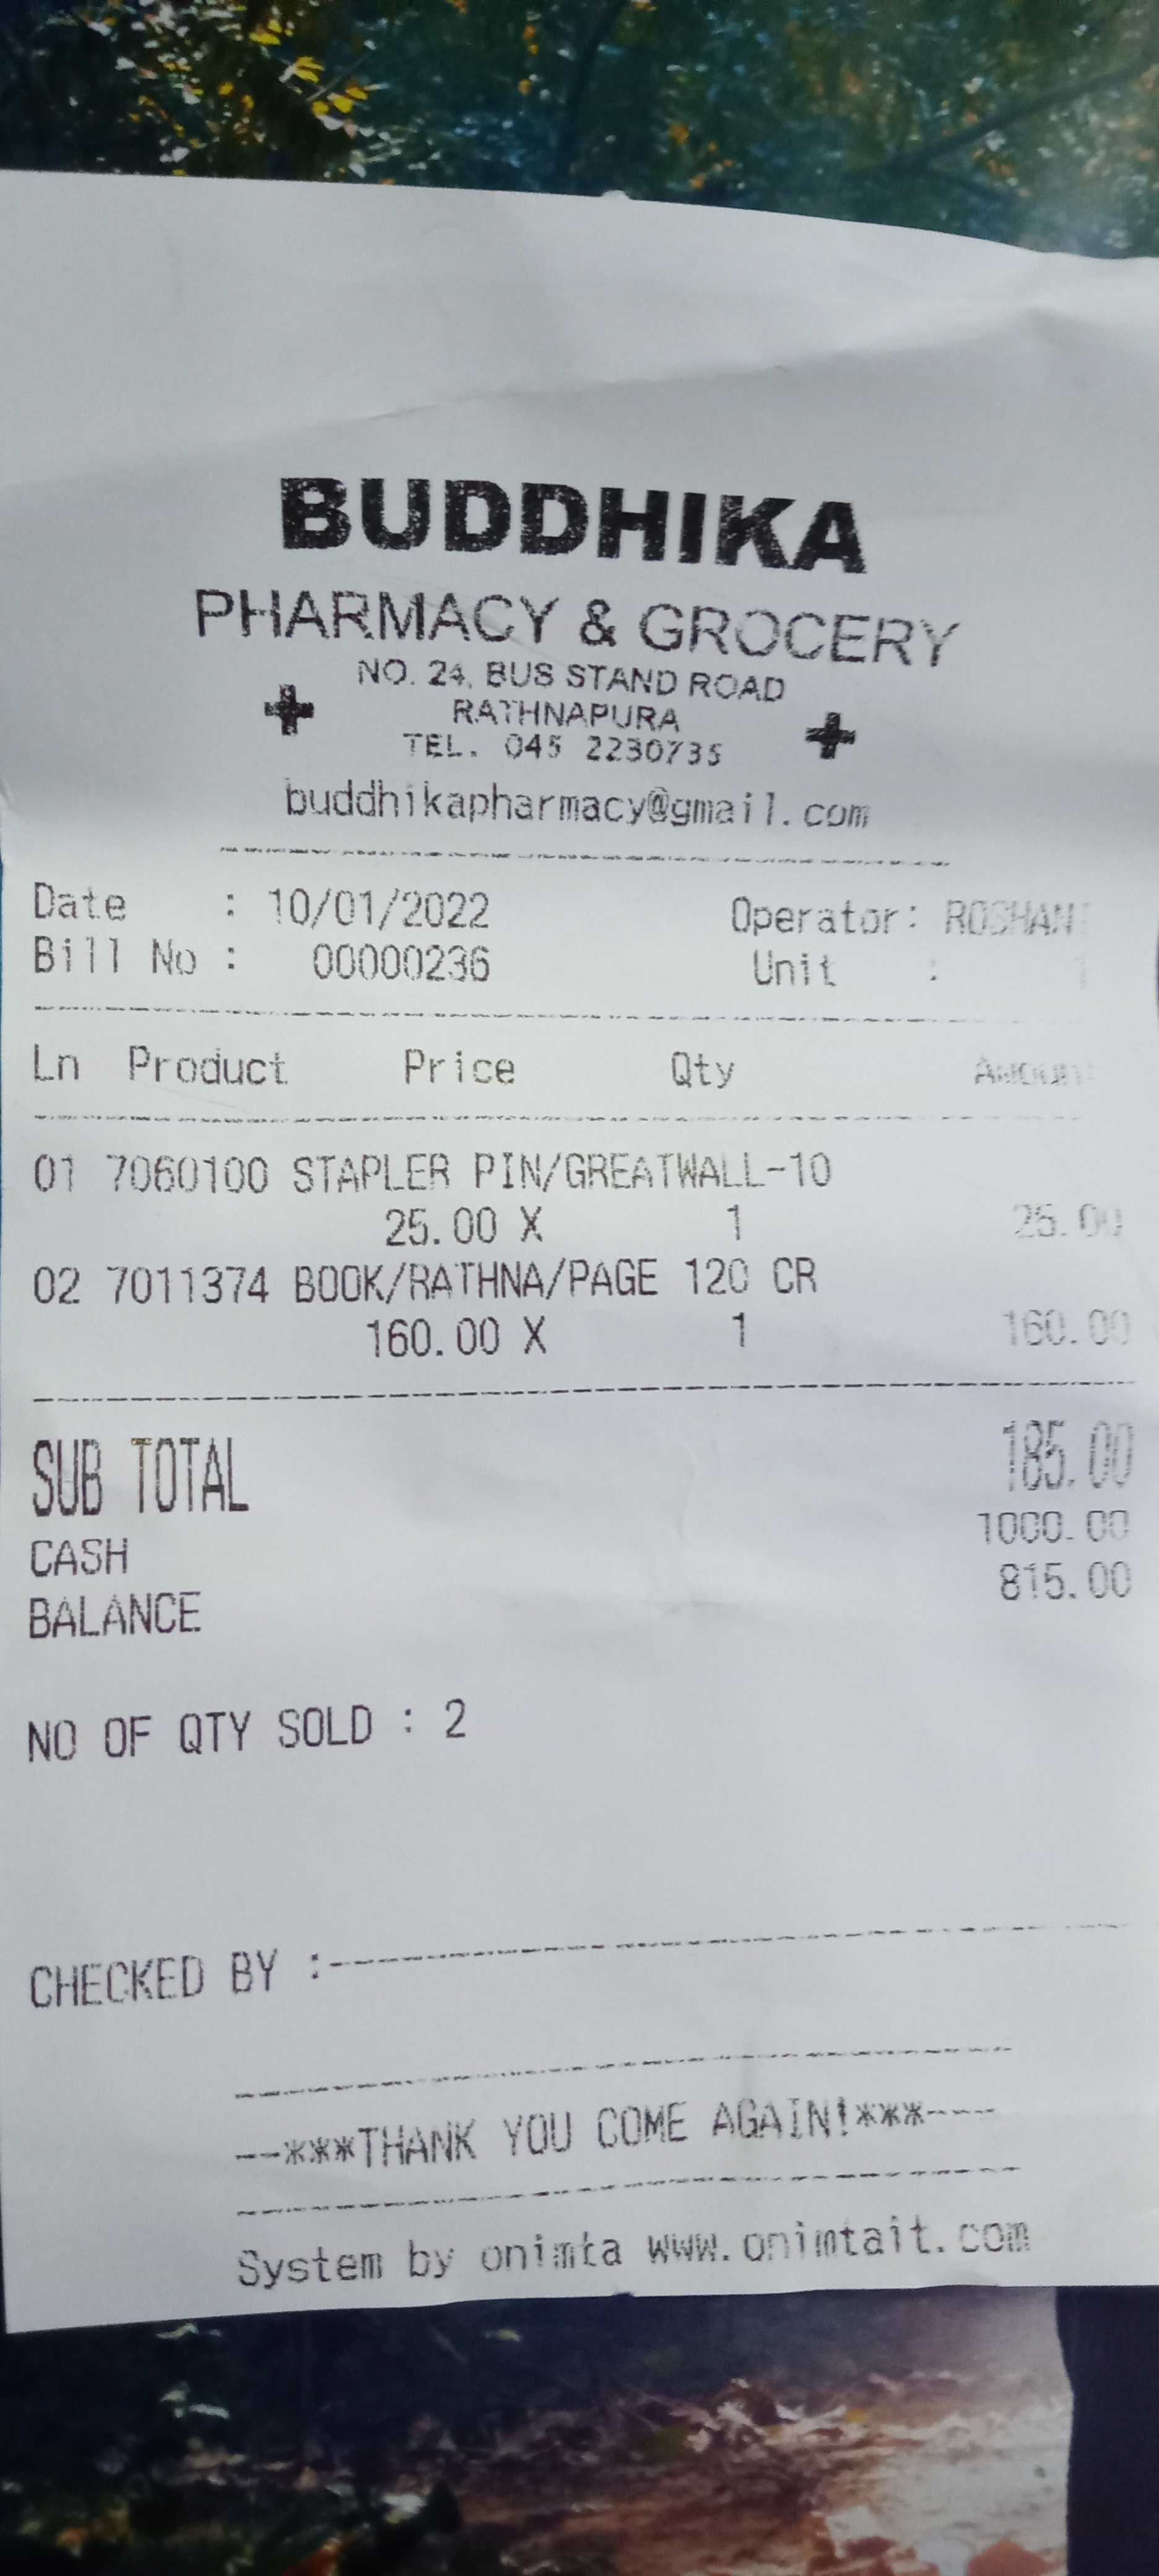 BUDDHIKA
PHARMACY & GROCERY
NO. 24, BUS STAND ROAD
RATHNAPURA
TEL. 045 2230735
buddhikapharmacy@gmail.com
Date : 10/01/2022 Operator: ROSHAN
Bill No : 00000236 Unit : 1
Ln Product Price Qty Amount
01 7060100 STAPLER PIN/GREATWALL-10
25.00 X 1 25.00
02 7011374 BOOK/RATHNA/PAGE 120 CR
160.00 X 1 160.00
SUB TOTAL 185.00
CASH 1000.00
BALANCE 815.00
NO OF QTY SOLD : 2
CHECKED BY :--------------------
--***THANK YOU COME AGAIN!***---
System by onimta www.onimtait.com